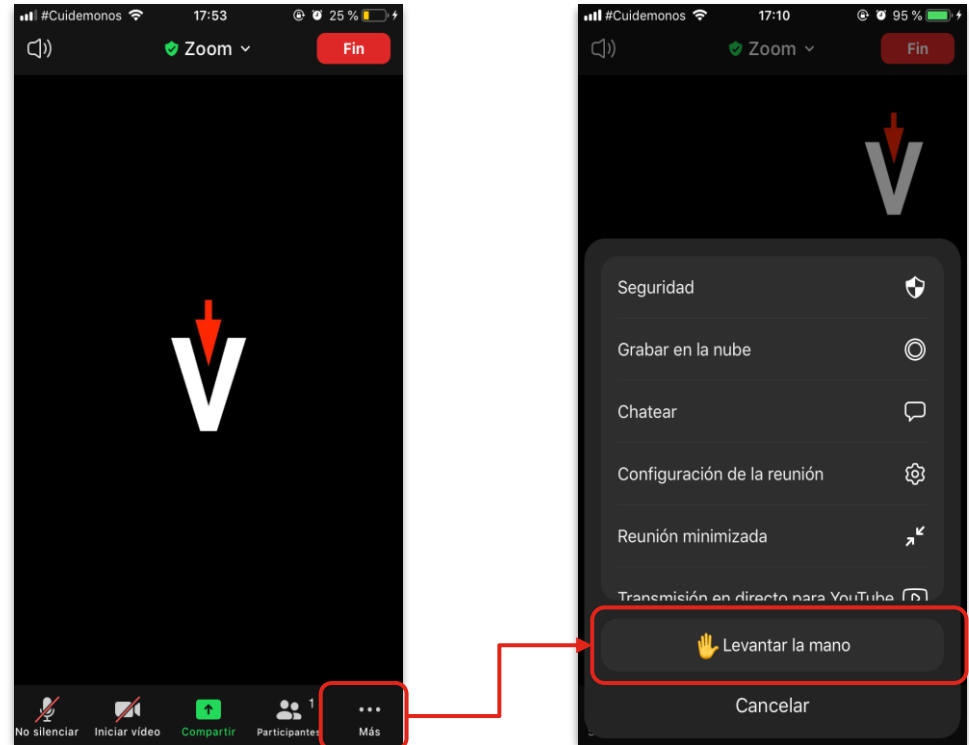 #Cuidemonos 17:53 25 %
Zoom
Fin
V
No silenciar Iniciar vídeo Compartir Participantes 1 Más
#Cuidemonos 17:10 95 %
Zoom
Fin
V
Seguridad
Grabar en la nube
Chatear
Configuración de la reunión
Reunión minimizada
Transmisión en directo para YouTube
Levantar la mano
Cancelar